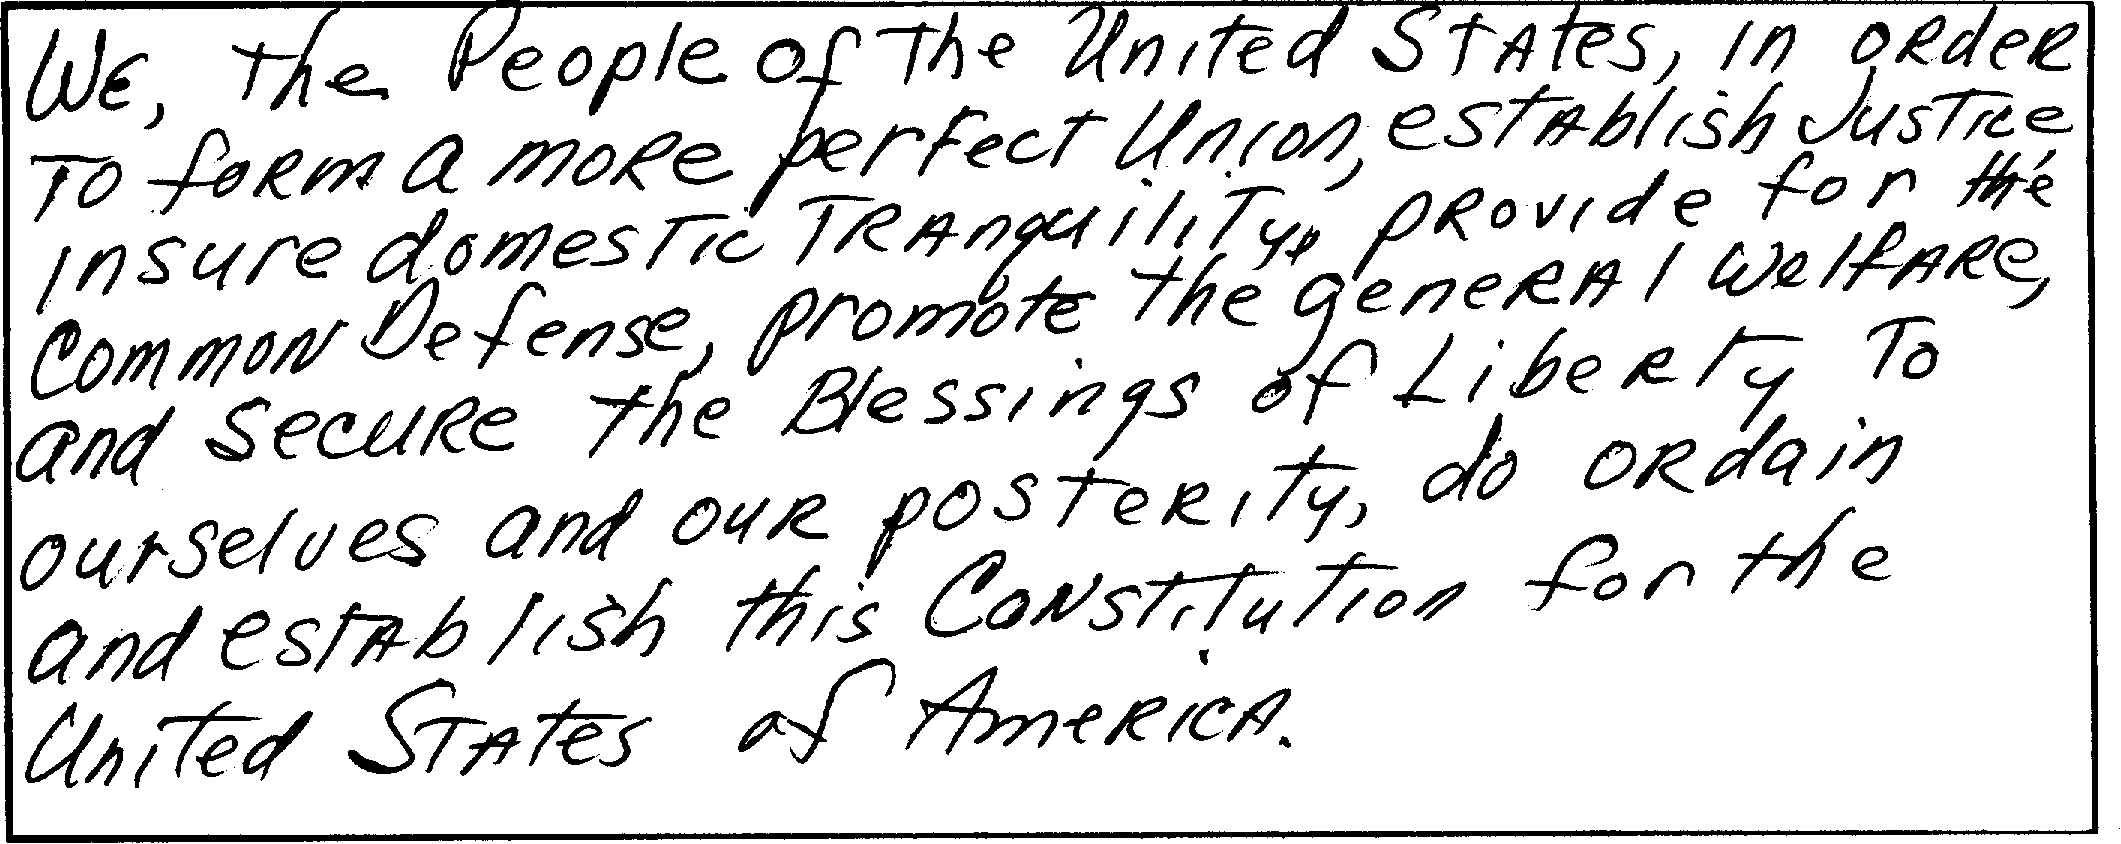 We, the People of the United States, in order
to form a more perfect Union, establish Justice,
insure domestic Tranquility, provide for the
common Defense, promote the general Welfare,
and secure the Blessings of Liberty to
ourselves and our posterity, do ordain
and establish this Constitution for the
United States of America.